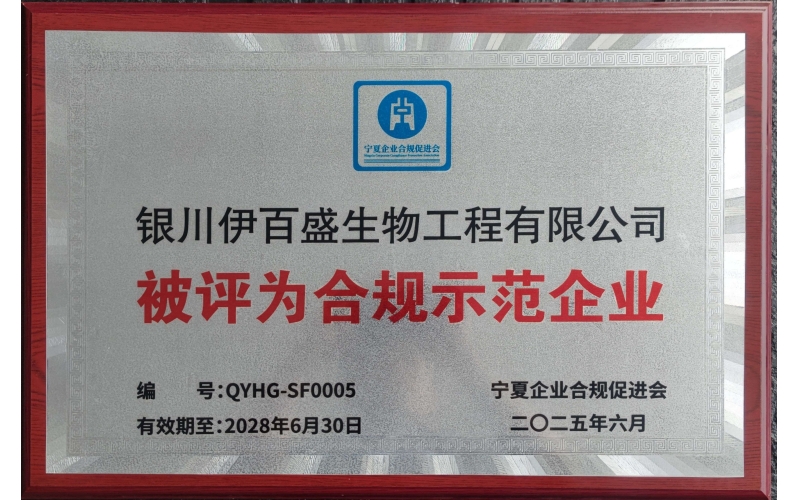 宁夏企业合规促进会
银川伊百盛生物工程有限公司
被评为合规示范企业
编 号:QYHG-SF0005
宁夏企业合规促进会
有效期至:2028年6月30日
二〇二五年六月